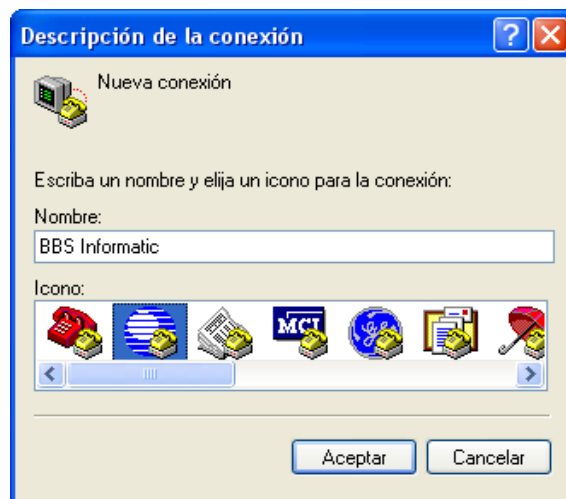 Descripción de la conexión
Nueva conexión
Escriba un nombre y elija un icono para la conexión:
Nombre:
BBS Informatic
Icono:
MCI
Aceptar Cancelar